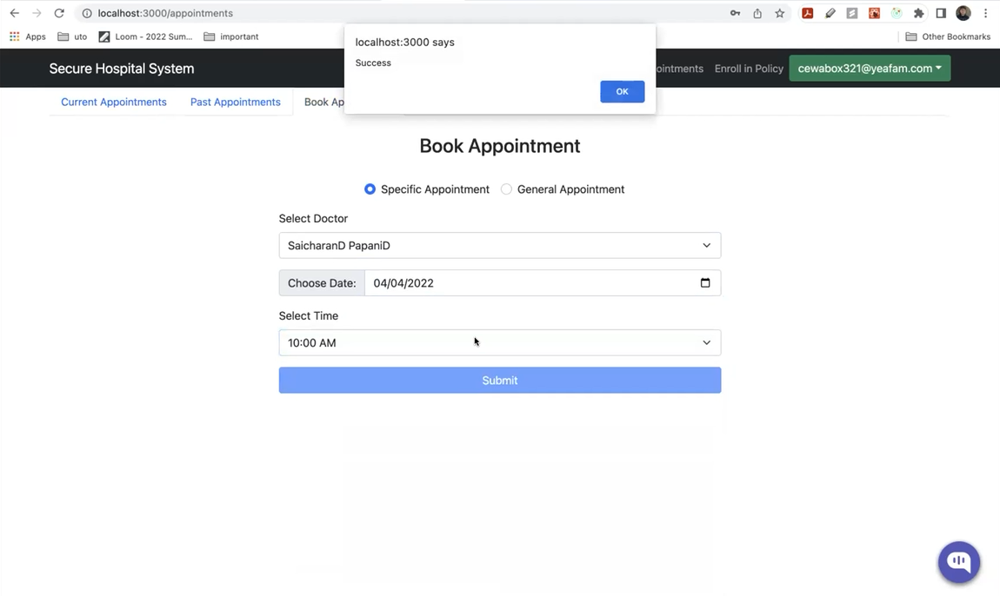 localhost:3000/appointments
Apps uto Loom - 2022 Sum... important Other Bookmarks
localhost:3000 says
Success
OK
Secure Hospital System ointments Enroll in Policy cewabox321@yeafam.com
Current Appointments Past Appointments Book Ap
Book Appointment
Specific Appointment General Appointment
Select Doctor
SaicharanD PapaniD
Choose Date: 04/04/2022
Select Time
10:00 AM
Submit